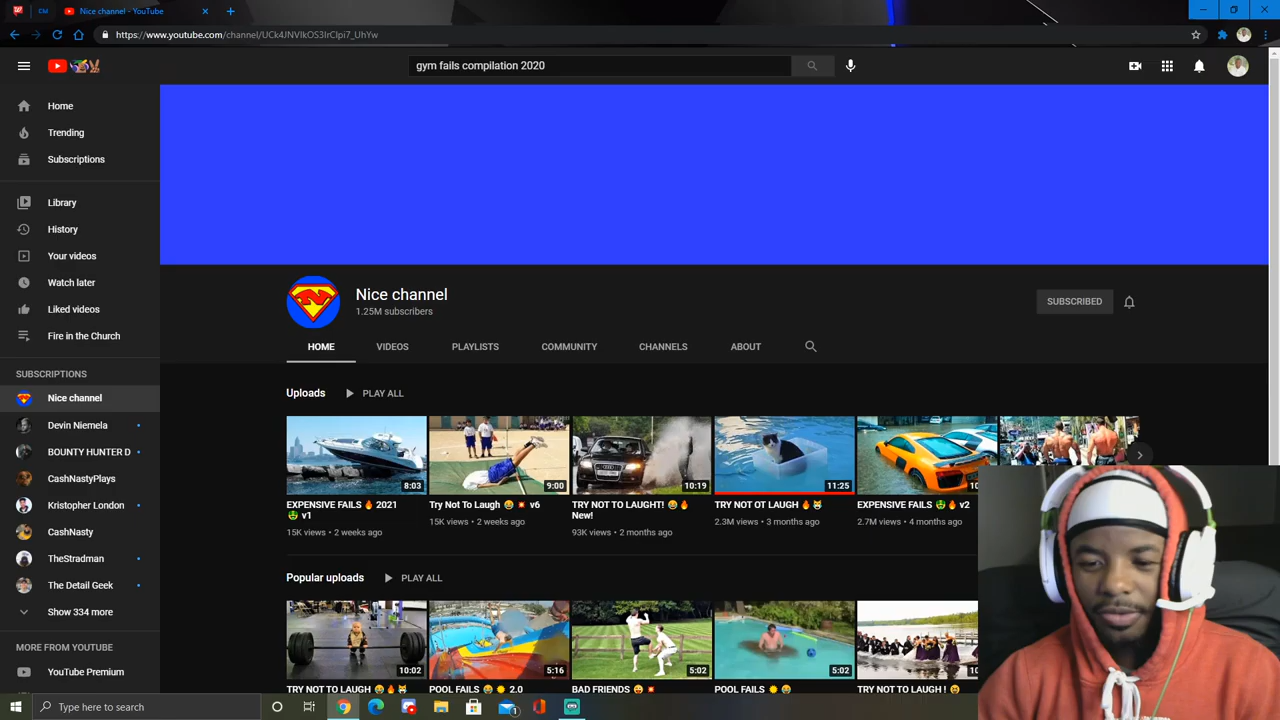 CM
Nice channel - YouTube
https://www.youtube.com/channel/UCk4JNVlkOS3IrClpi7_UhYw
gym fails compilation 2020
Home
Trending
Subscriptions
Library
History
Your videos
Watch later
Liked videos
Fire in the Church
SUBSCRIPTIONS
Nice channel
Devin Niemela
BOUNTY HUNTER D
CashNastyPlays
Kristopher London
CashNasty
TheStradman
The Detail Geek
Show 334 more
MORE FROM YOUTUBE
YouTube Premium
N
Nice channel
1.25M subscribers
SUBSCRIBED
HOME VIDEOS PLAYLISTS COMMUNITY CHANNELS ABOUT
Uploads PLAY ALL
8:03 9:00 10:19 11:25
EXPENSIVE FAILS 🔥 2021 🤑 v1
15K views • 2 weeks ago
Try Not To Laugh 😅 💥 v6
15K views • 2 weeks ago
TRY NOT TO LAUGHT! 😅🔥 New!
93K views • 2 months ago
TRY NOT OT LAUGH 🔥😹
2.3M views • 3 months ago
EXPENSIVE FAILS 🤑🔥 v2
2.7M views • 4 months ago
Popular uploads PLAY ALL
10:02 5:16 5:02 5:02
TRY NOT TO LAUGH 😅🔥😹
POOL FAILS 😅 ☀ 2.0
BAD FRIENDS 😛 💥
POOL FAILS ☀ 😅
TRY NOT TO LAUGH ! 😅
Type here to search
1